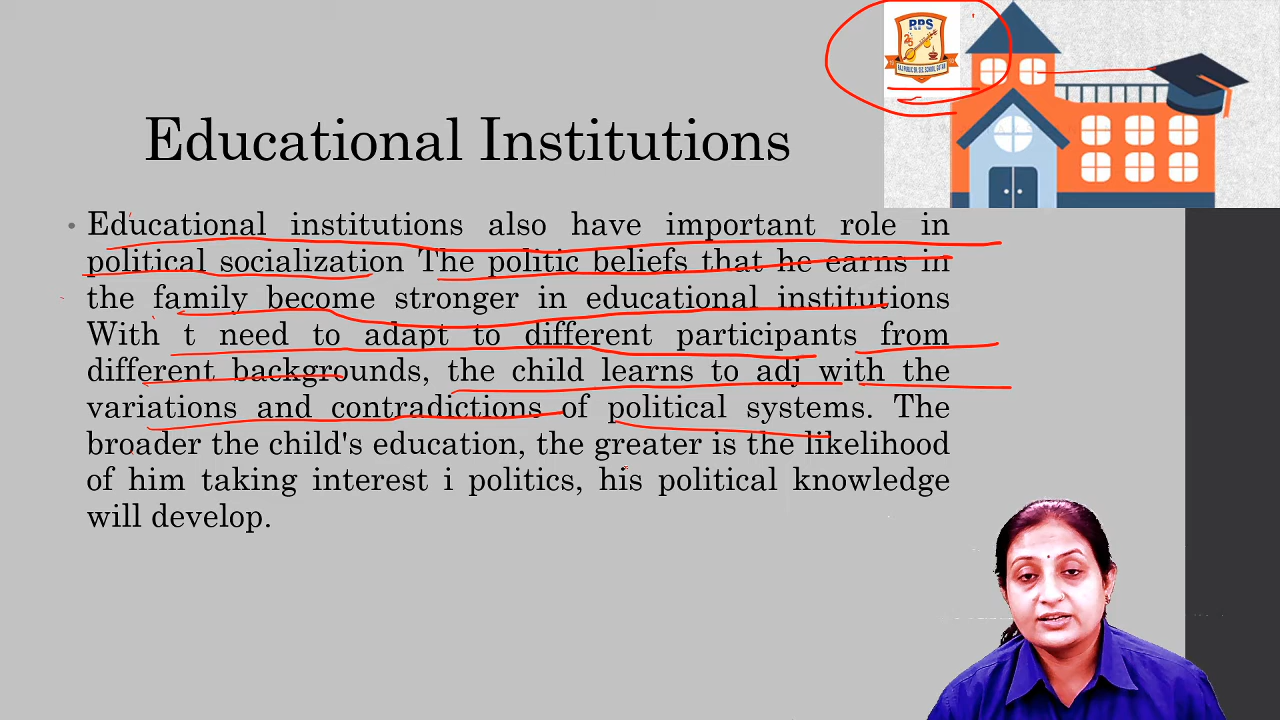 RPS
Educational Institutions
• Educational institutions also have important role in
political socialization The politic beliefs that he earns in
the family become stronger in educational institutions
With t need to adapt to different participants from
different backgrounds, the child learns to adj with the
variations and contradictions of political systems. The
broader the child's education, the greater is the likelihood
of him taking interest i politics, his political knowledge
will develop.